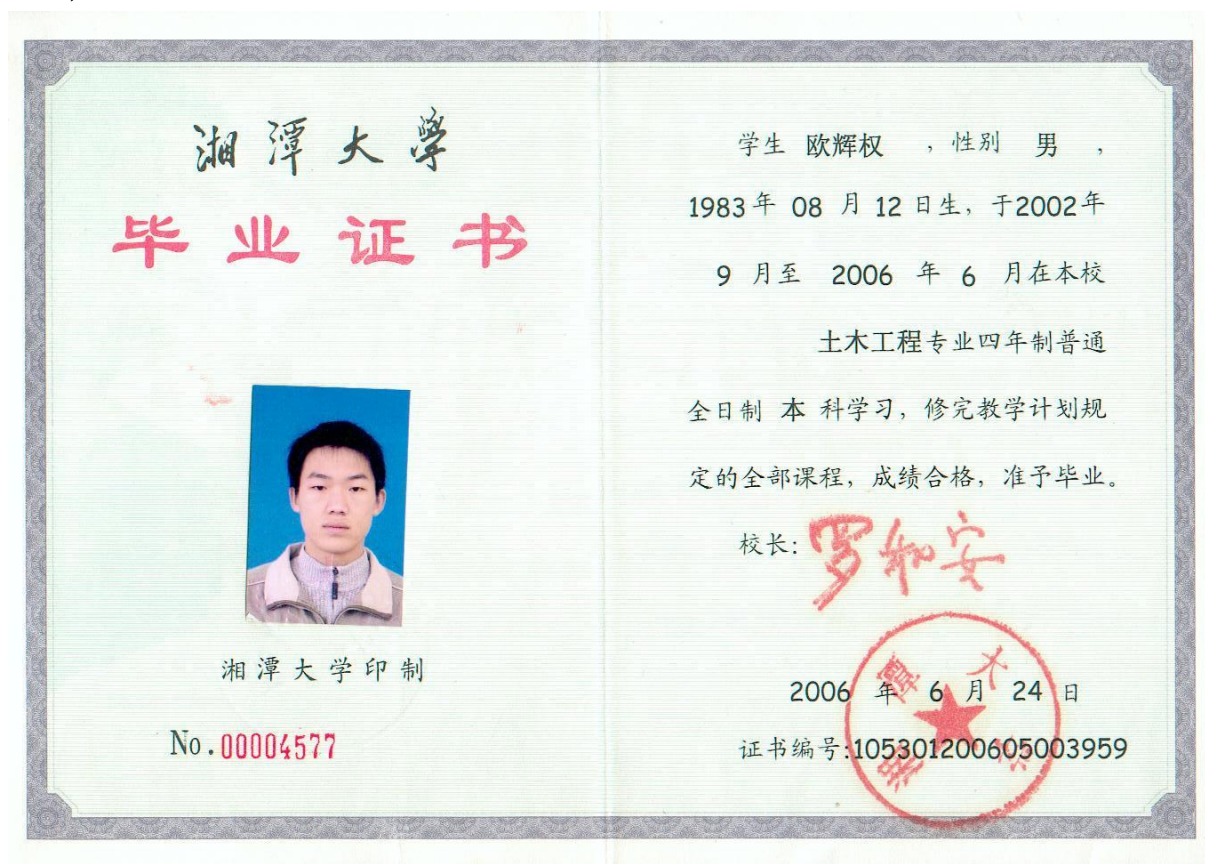 湘潭大學
毕业证书
湘潭大学印制
No.00004577
学生 欧辉权 ，性别 男 ，
1983年 08 月 12 日生，于2002年
9 月至 2006 年 6 月在本校
土木工程专业四年制普通
全日制 本 科学习，修完教学计划规
定的全部课程，成绩合格，准予毕业。
校长：罗和安
湘潭大学
2006 年 6 月 24 日
证书编号:105301200605003959